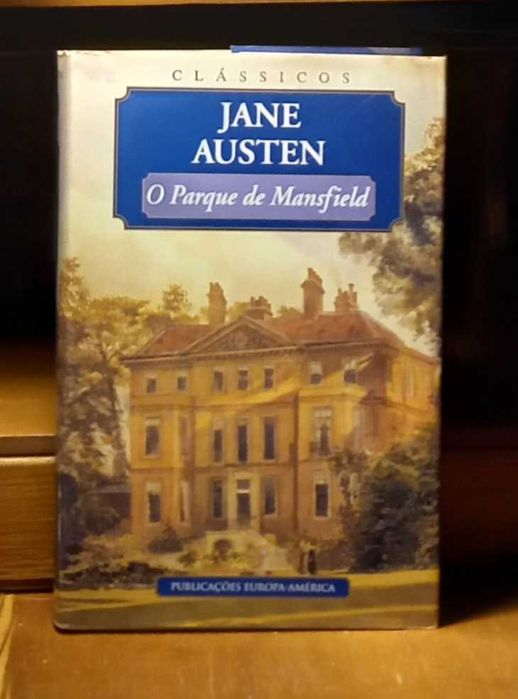 CLÁSSICOS
JANE
AUSTEN
O Parque de Mansfield
PUBLICAÇÕES EUROPA-AMÉRICA